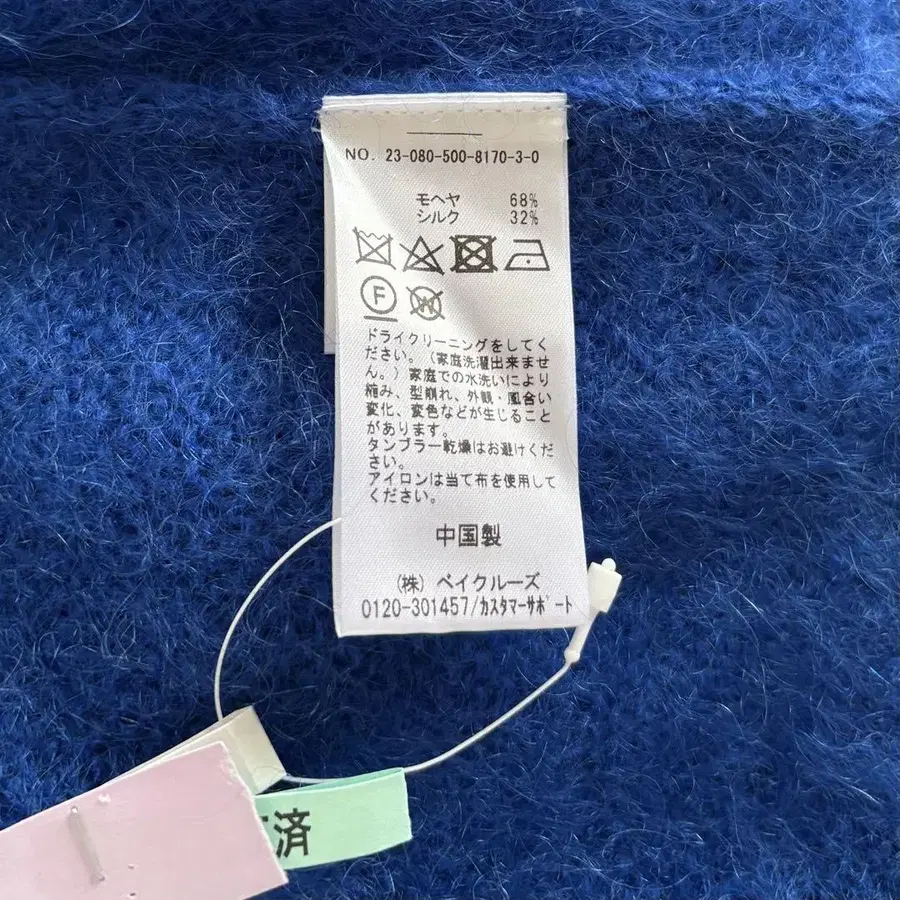 NO. 23-080-500-8170-3-0
モヘヤ 68%
シルク 32%
F
W
ドライクリーニングをしてく
ださい。（家庭洗濯出来ませ
ん。）家庭での水洗いにより
縮み、型崩れ、外観・風合い
変化、変色などが生じること
があります。
タンブラー乾燥はお避けくだ
さい。
アイロンは当て布を使用して
ください。
中国製
（株）ベイクルーズ
0120-301457/カスタマーサポート
済